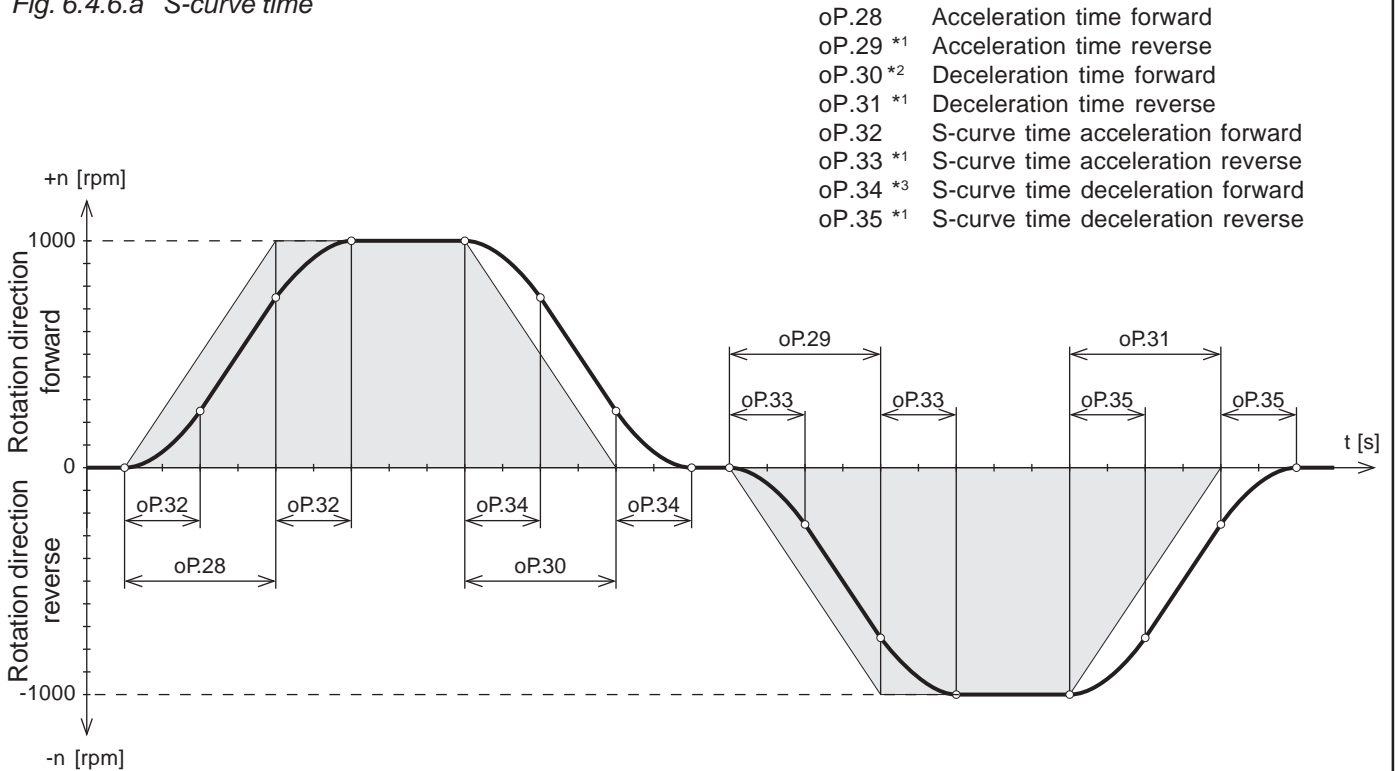 Fig. 6.4.6.a S-curve time
oP.28 Acceleration time forward
oP.29 *1 Acceleration time reverse
oP.30 *2 Deceleration time forward
oP.31 *1 Deceleration time reverse
oP.32 S-curve time acceleration forward
oP.33 *1 S-curve time acceleration reverse
oP.34 *3 S-curve time deceleration forward
oP.35 *1 S-curve time deceleration reverse
+n [rpm]
1000
Rotation direction
forward
oP.29
oP.31
oP.33
oP.33
oP.35
oP.35
t [s]
0
oP.32
oP.32
oP.34
oP.34
oP.28
oP.30
Rotation direction
reverse
-1000
-n [rpm]